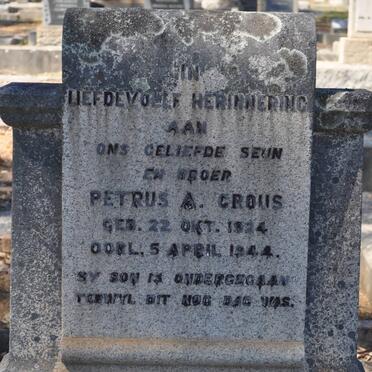 IN
LIEFDEVOLLE HERINNERING
AAN
ONS GELIEFDE SEUN
EN BROER
PETRUS A. CROUS
GEB. 22 OKT. 1924
OORL. 5 APRIL 1944.
SY SON IS ONDERGEGAAN
TERWYL DIT NOG DAG WAS.